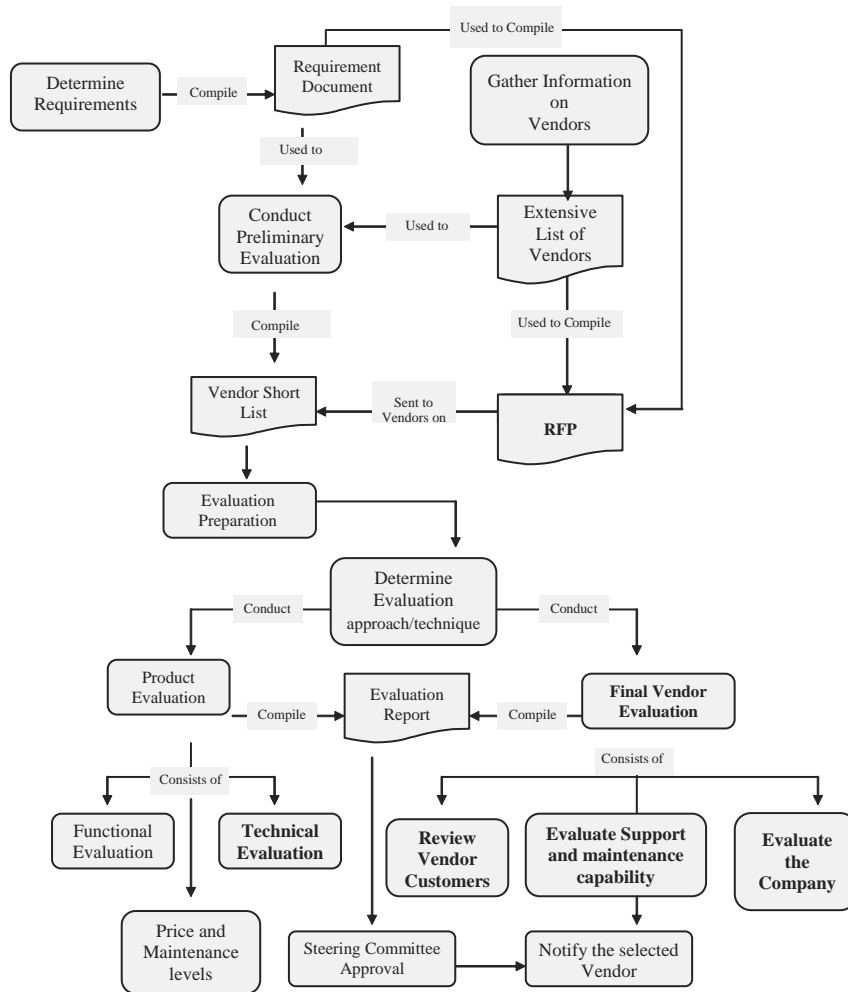 Used to Compile
Requirement
Document
Determine
Requirements
Compile
Gather Information
on
Vendors
Used to
Conduct
Preliminary
Evaluation
Used to
Extensive
List of
Vendors
Compile
Used to Compile
Vendor Short
List
Sent to
Vendors on
RFP
Evaluation
Preparation
Determine
Evaluation
approach/technique
Conduct
Conduct
Product
Evaluation
Compile
Evaluation
Report
Compile
Final Vendor
Evaluation
Consists of
Consists of
Functional
Evaluation
Technical
Evaluation
Review
Vendor
Customers
Evaluate Support
and maintenance
capability
Evaluate
the
Company
Price and
Maintenance
levels
Steering Committee
Approval
Notify the selected
Vendor